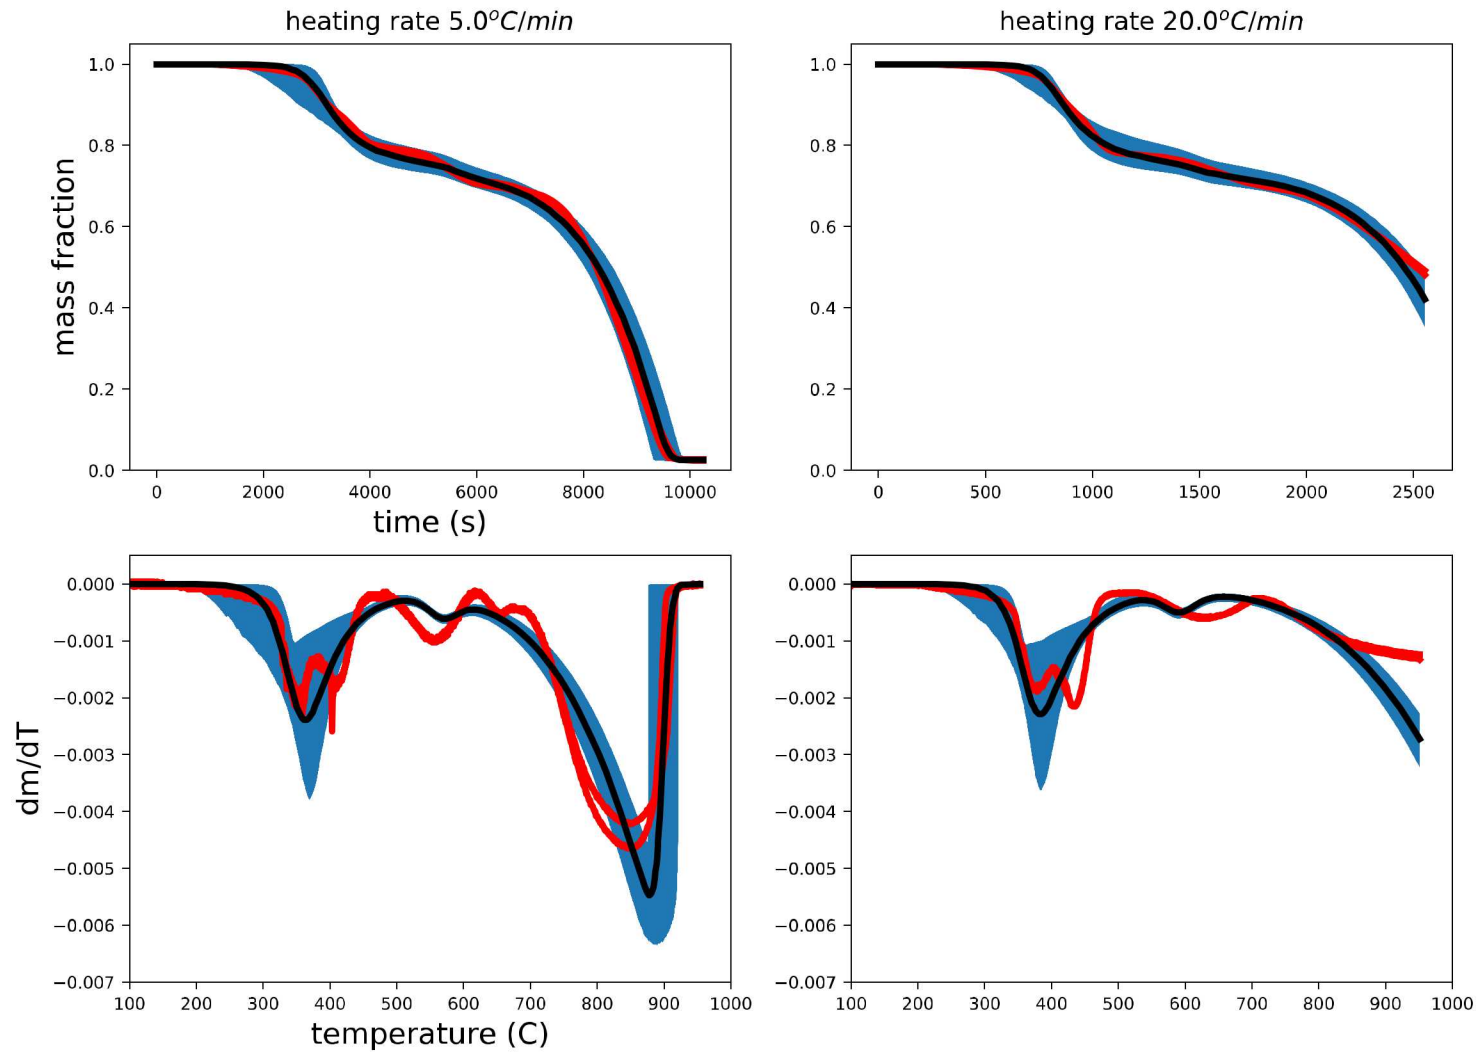 heating rate 5.0°C/min
heating rate 20.0°C/min
mass fraction
1.0
0.8
0.6
0.4
0.2
0.0
0 2000 4000 6000 8000 10000
time (s)
1.0
0.8
0.6
0.4
0.2
0.0
0 500 1000 1500 2000 2500
dm/dT
0.000
−0.001
−0.002
−0.003
−0.004
−0.005
−0.006
−0.007
100 200 300 400 500 600 700 800 900 1000
temperature (C)
0.000
−0.001
−0.002
−0.003
−0.004
−0.005
−0.006
−0.007
100 200 300 400 500 600 700 800 900 1000